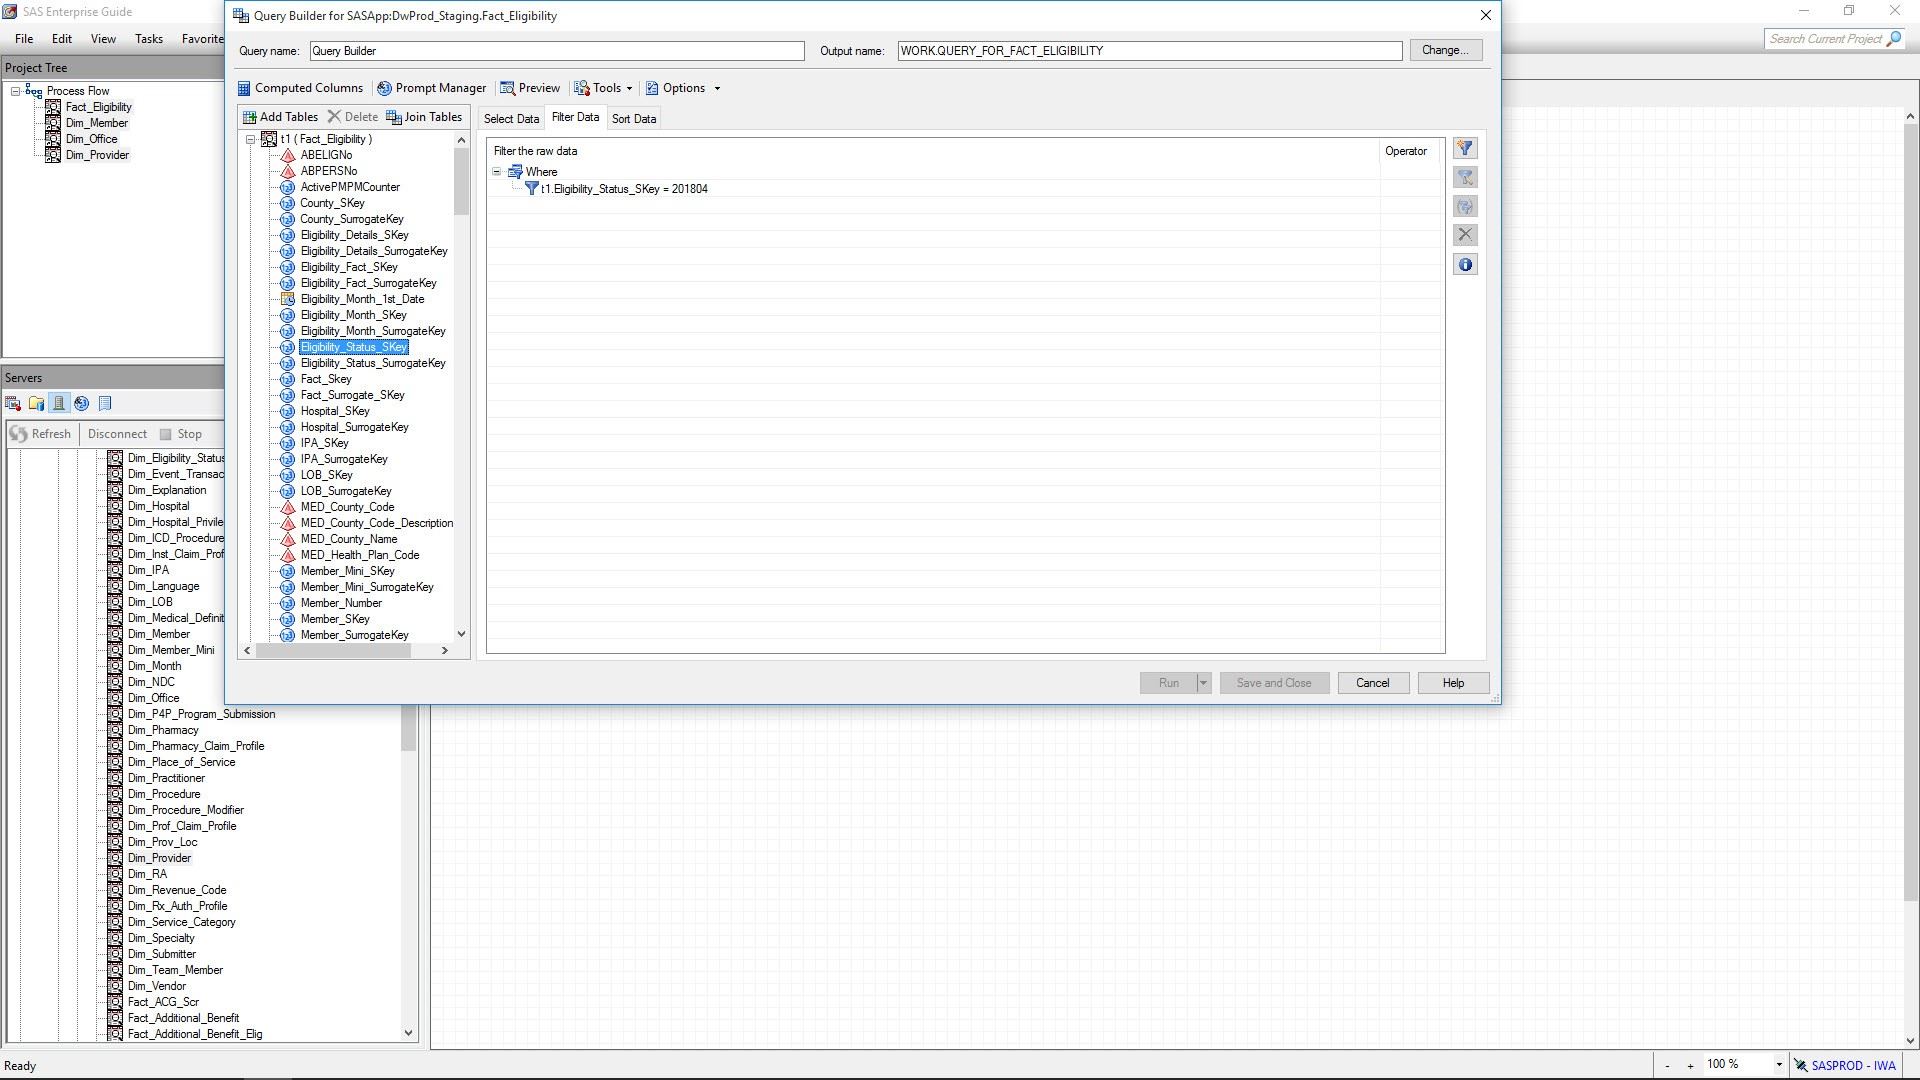 SAS Enterprise Guide
File Edit View Tasks Favorite
Search Current Project
Project Tree
Process Flow
Fact_Eligibility
Dim_Member
Dim_Office
Dim_Provider
Servers
Refresh Disconnect Stop
Dim_Eligibility_Status
Dim_Event_Transac
Dim_Explanation
Dim_Hospital
Dim_Hospital_Privile
Dim_ICD_Procedure
Dim_Inst_Claim_Prof
Dim_IPA
Dim_Language
Dim_LOB
Dim_Medical_Definit
Dim_Member
Dim_Member_Mini
Dim_Month
Dim_NDC
Dim_Office
Dim_P4P_Program_Submission
Dim_Pharmacy
Dim_Pharmacy_Claim_Profile
Dim_Place_of_Service
Dim_Practitioner
Dim_Procedure
Dim_Procedure_Modifier
Dim_Prof_Claim_Profile
Dim_Prov_Loc
Dim_Provider
Dim_RA
Dim_Revenue_Code
Dim_Rx_Auth_Profile
Dim_Service_Category
Dim_Specialty
Dim_Submitter
Dim_Team_Member
Dim_Vendor
Fact_ACG_Scr
Fact_Additional_Benefit
Fact_Additional_Benefit_Elig
Query Builder for SASApp:DwProd_Staging.Fact_Eligibility
Query name: Query Builder Output name: WORK.QUERY_FOR_FACT_ELIGIBILITY Change...
Computed Columns Prompt Manager Preview Tools Options
Add Tables Delete Join Tables
t1 ( Fact_Eligibility )
ABELIGNo
ABPERSNo
ActivePMPMCounter
County_SKey
County_SurrogateKey
Eligibility_Details_SKey
Eligibility_Details_SurrogateKey
Eligibility_Fact_SKey
Eligibility_Fact_SurrogateKey
Eligibility_Month_1st_Date
Eligibility_Month_SKey
Eligibility_Month_SurrogateKey
Eligibility_Status_SKey
Eligibility_Status_SurrogateKey
Fact_Skey
Fact_Surrogate_SKey
Hospital_SKey
Hospital_SurrogateKey
IPA_SKey
IPA_SurrogateKey
LOB_SKey
LOB_SurrogateKey
MED_County_Code
MED_County_Code_Description
MED_County_Name
MED_Health_Plan_Code
Member_Mini_SKey
Member_Mini_SurrogateKey
Member_Number
Member_SKey
Member_SurrogateKey
Select Data Filter Data Sort Data
Filter the raw data Operator
Where
t1.Eligibility_Status_SKey = 201804
Run Save and Close Cancel Help
Ready - + 100 % SASPROD - IWA